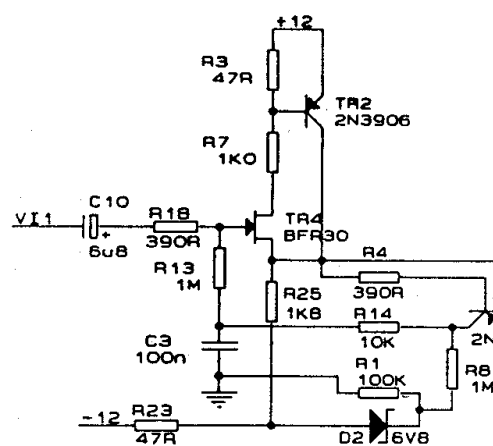 +12
R3
47R
TR2
2N3906
R7
1K0
C10
VI1
+
6u8
R18
390R
TR4
BFR30
R13
1M
R4
390R
R25
1K8
R14
10K
2N
C3
100n
R1
100K
R8
1M
-12
R23
47R
D2
6V8